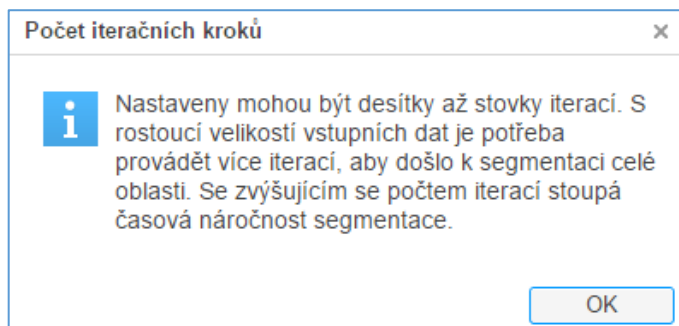 Počet iteračních kroků
Nastaveny mohou být desítky až stovky iterací. S
rostoucí velikostí vstupních dat je potřeba
provádět více iterací, aby došlo k segmentaci celé
oblasti. Se zvýšujícím se počtem iterací stoupá
časová náročnost segmentace.
OK